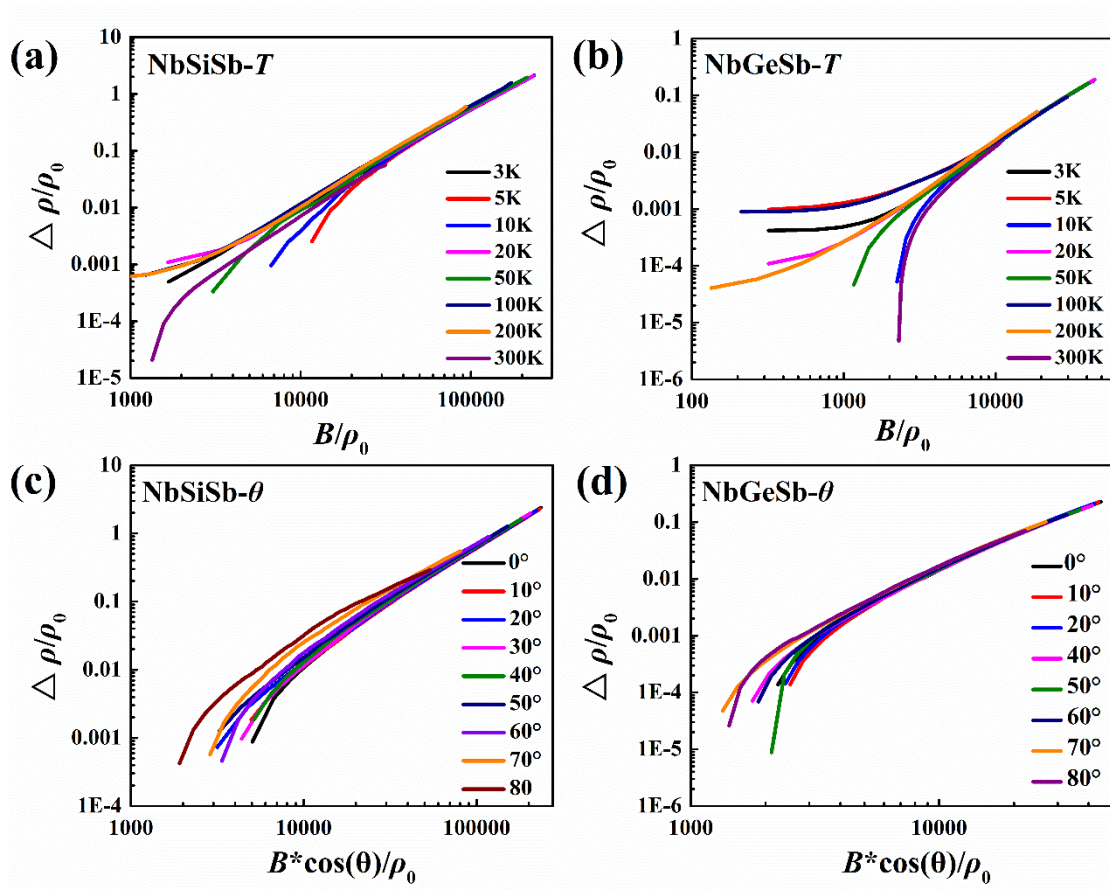 (a)
NbSiSb-T
10
1
0.1
0.01
0.001
1E-4
1E-5
△ ρ/ρ0
3K
5K
10K
20K
50K
100K
200K
300K
1000
10000
100000
B/ρ0
(b)
NbGeSb-T
1
0.1
0.01
0.001
1E-4
1E-5
1E-6
△ ρ/ρ0
3K
5K
10K
20K
50K
100K
200K
300K
100
1000
10000
B/ρ0
(c)
NbSiSb-θ
10
1
0.1
0.01
0.001
1E-4
△ ρ/ρ0
0°
10°
20°
30°
40°
50°
60°
70°
80
1000
10000
100000
B*cos(θ)/ρ0
(d)
NbGeSb-θ
1
0.1
0.01
0.001
1E-4
1E-5
1E-6
△ ρ/ρ0
0°
10°
20°
40°
50°
60°
70°
80°
1000
10000
B*cos(θ)/ρ0